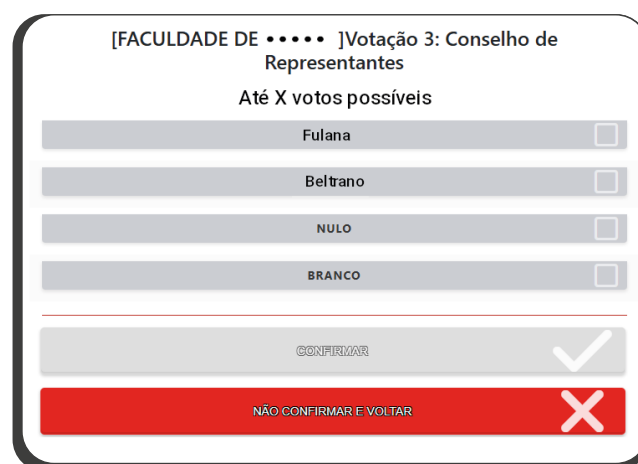 [FACULDADE DE ••••• ]Votação 3: Conselho de
Representantes
Até X votos possíveis
Fulana
Beltrano
NULO
BRANCO
CONFIRMAR
NÃO CONFIRMAR E VOLTAR